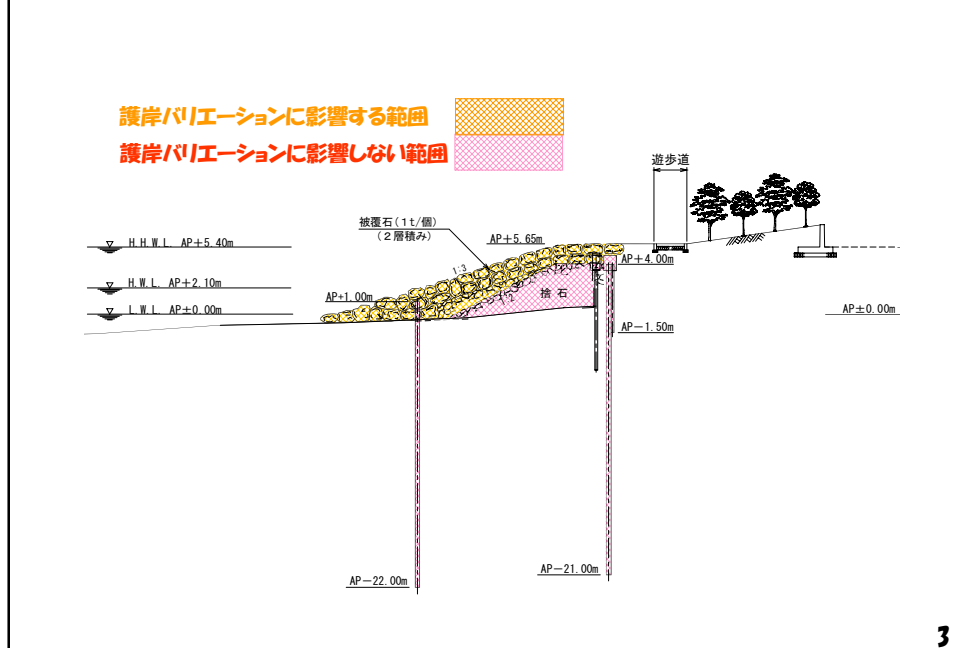 護岸バリエーションに影響する範囲
護岸バリエーションに影響しない範囲
遊歩道
被覆石(1t/個)
(2層積み)
AP+5.65m
H.H.W.L. AP+5.40m
AP+4.00m
1:3
H.W.L. AP+2.10m
捨石
AP+1.00m
1:2
L.W.L. AP±0.00m
AP±0.00m
AP-1.50m
AP-21.00m
AP-22.00m
3